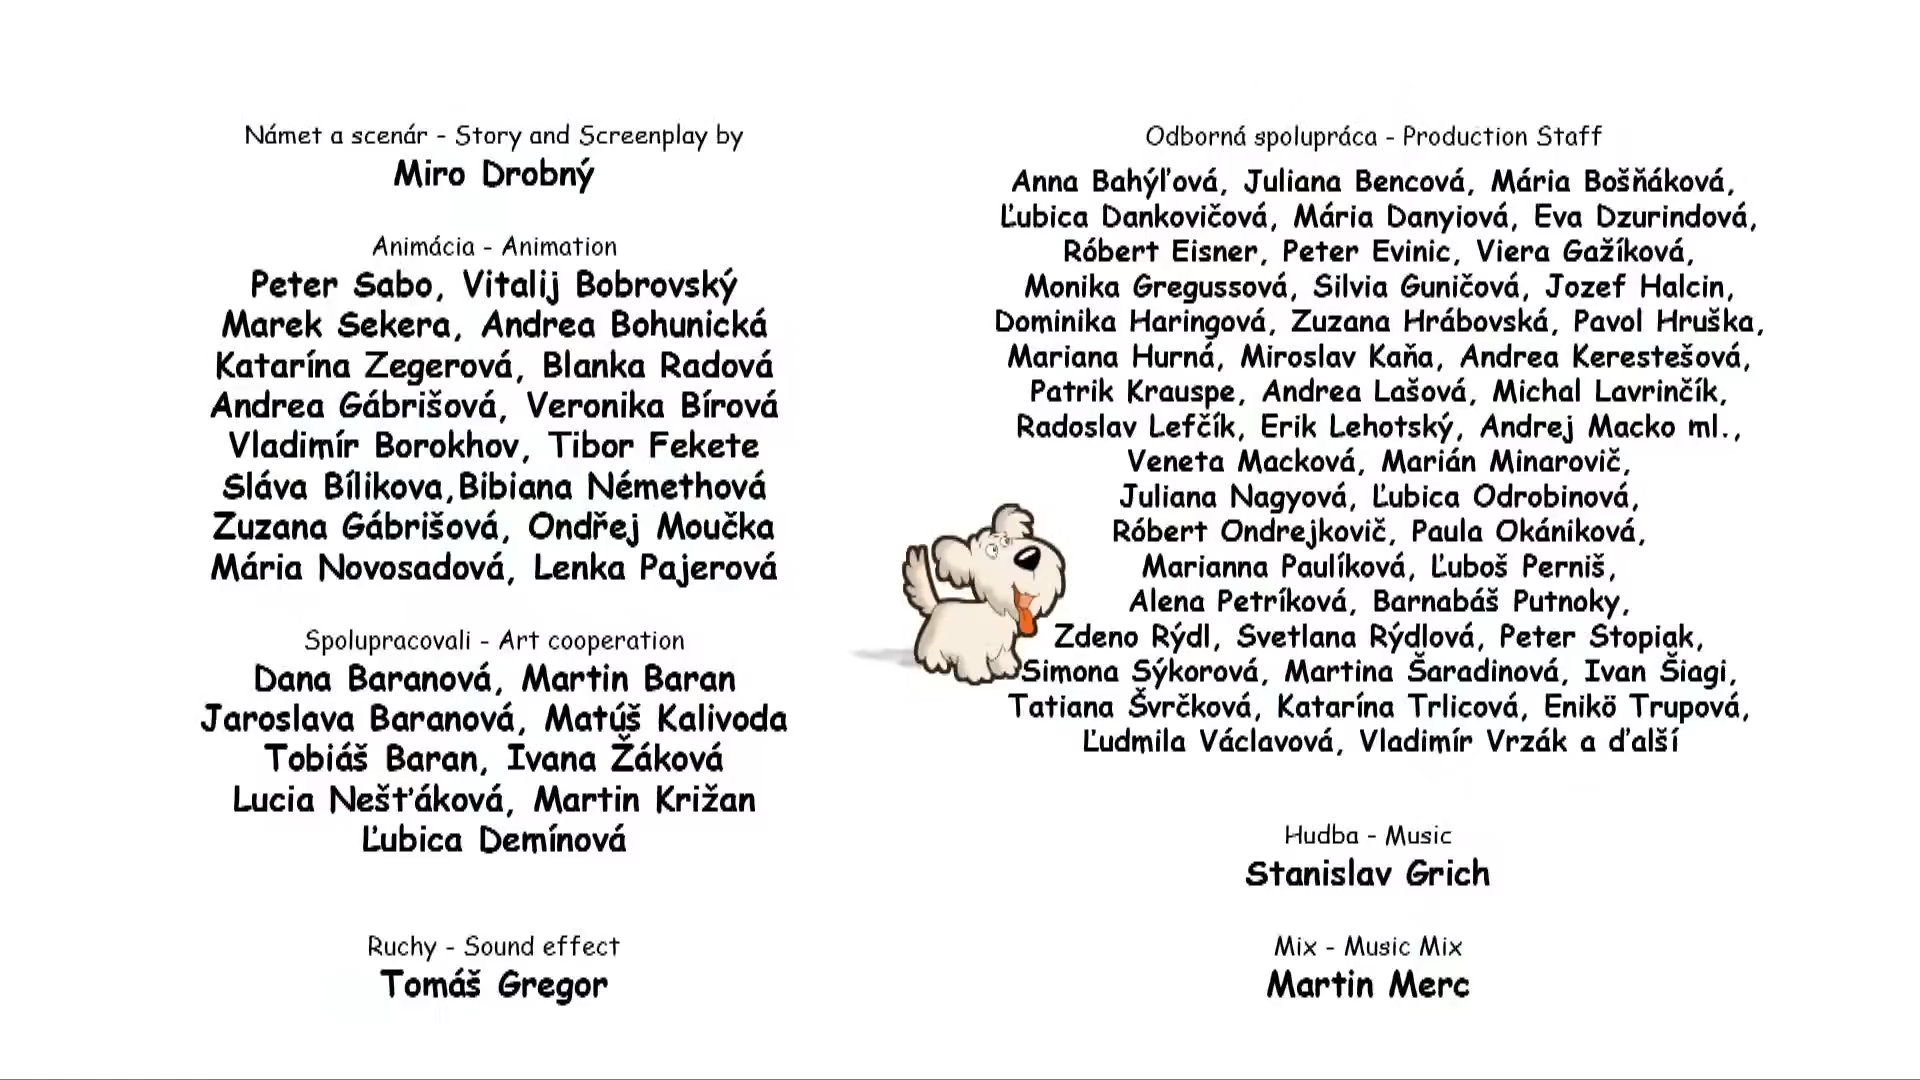 Námet a scenár - Story and Screenplay by
Miro Drobný
Animácia - Animation
Peter Sabo, Vitalij Bobrovský
Marek Sekera, Andrea Bohunická
Katarína Zegerová, Blanka Radová
Andrea Gábrišová, Veronika Bírová
Vladimír Borokhov, Tibor Fekete
Sláva Bílikova,Bibiana Némethová
Zuzana Gábrišová, Ondřej Moučka
Mária Novosadová, Lenka Pajerová
Spolupracovali - Art cooperation
Dana Baranová, Martin Baran
Jaroslava Baranová, Matúš Kalivoda
Tobiáš Baran, Ivana Žáková
Lucia Nešťáková, Martin Križan
Ľubica Demínová
Ruchy - Sound effect
Tomáš Gregor
Odborná spolupráca - Production Staff
Anna Bahýľová, Juliana Bencová, Mária Bošňáková,
Ľubica Dankovičová, Mária Danyiová, Eva Dzurindová,
Róbert Eisner, Peter Evinic, Viera Gažíková,
Monika Gregussová, Silvia Guničová, Jozef Halcin,
Dominika Haringová, Zuzana Hrábovská, Pavol Hruška,
Mariana Hurná, Miroslav Kaňa, Andrea Kerestešová,
Patrik Krauspe, Andrea Lašová, Michal Lavrinčík,
Radoslav Lefčík, Erik Lehotský, Andrej Macko ml.,
Veneta Macková, Marián Minarovič,
Juliana Nagyová, Ľubica Odrobinová,
Róbert Ondrejkovič, Paula Okániková,
Marianna Paulíková, Ľuboš Perniš,
Alena Petríková, Barnabáš Putnoky,
Zdeno Rýdl, Svetlana Rýdlová, Peter Stopiak,
Simona Sýkorová, Martina Šaradinová, Ivan Šiagi,
Tatiana Švrčková, Katarína Trlicová, Enikö Trupová,
Ľudmila Václavová, Vladimír Vrzák a ďalší
Hudba - Music
Stanislav Grich
Mix - Music Mix
Martin Merc